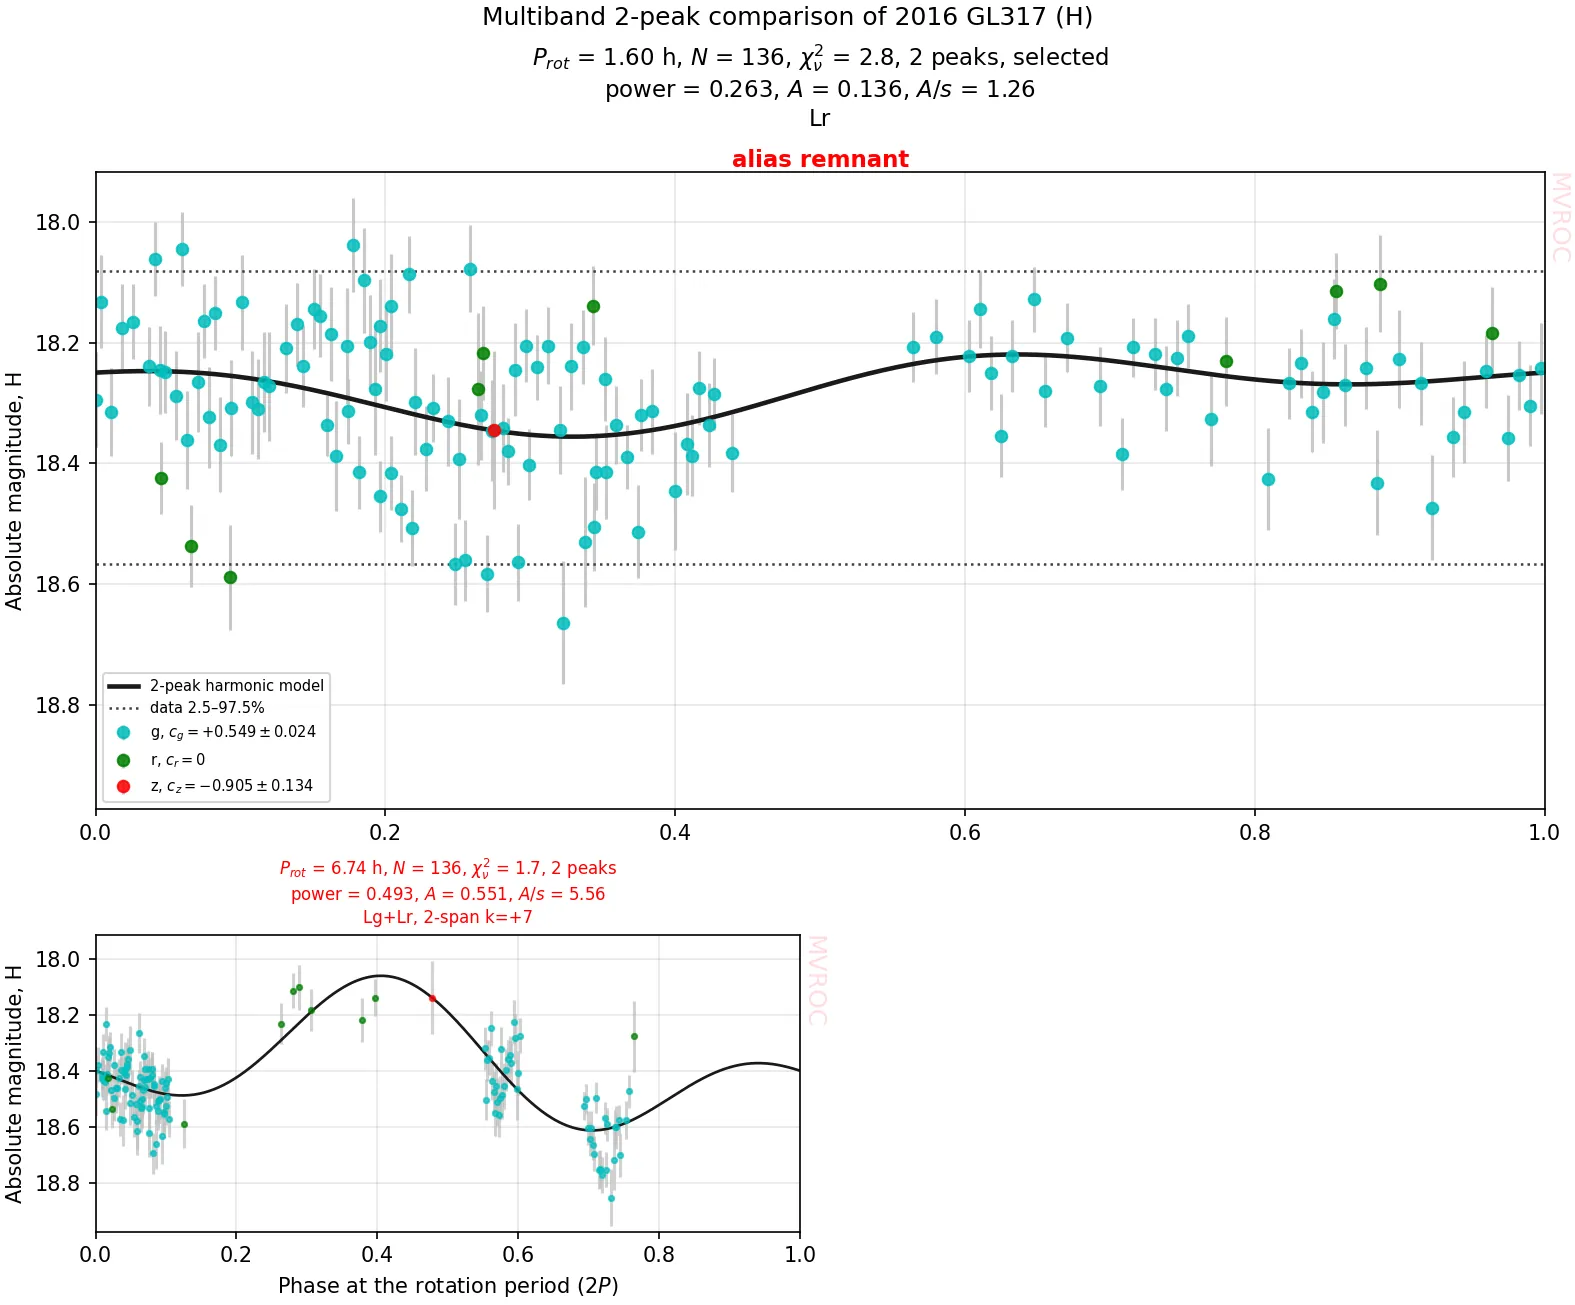 Multiband 2-peak comparison of 2016 GL317 (H)
P_rot = 1.60 h, N = 136, χ²_ν = 2.8, 2 peaks, selected
power = 0.263, A = 0.136, A/s = 1.26
Lr
alias remnant
MVROC
Absolute magnitude, H
18.0
18.2
18.4
18.6
18.8
2-peak harmonic model
data 2.5–97.5%
g, c_g = +0.549 ± 0.024
r, c_r = 0
z, c_z = −0.905 ± 0.134
0.0 0.2 0.4 0.6 0.8 1.0
P_rot = 6.74 h, N = 136, χ²_ν = 1.7, 2 peaks
power = 0.493, A = 0.551, A/s = 5.56
Lg+Lr, 2-span k=+7
MVROC
Absolute magnitude, H
18.0
18.2
18.4
18.6
18.8
0.0 0.2 0.4 0.6 0.8 1.0
Phase at the rotation period (2P)